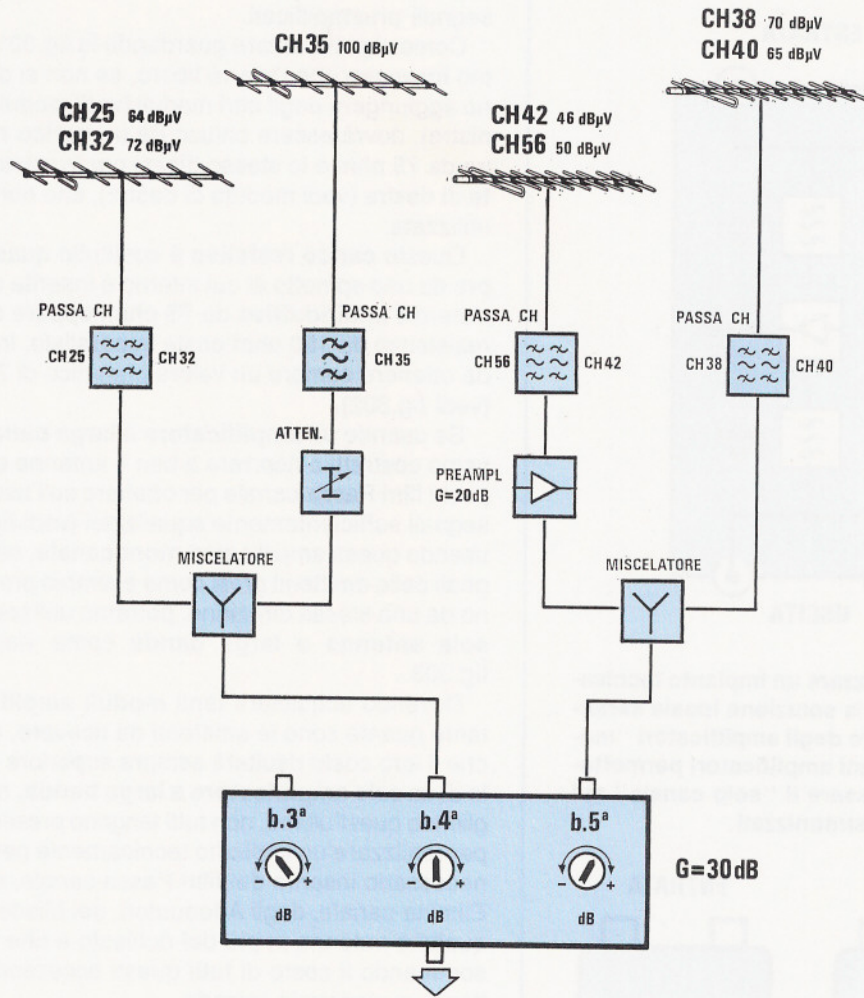 CH35 100 dBµV
CH38 70 dBµV
CH40 65 dBµV
CH25 64 dBµV
CH32 72 dBµV
CH42 46 dBµV
CH56 50 dBµV
PASSA CH
CH25 CH32
PASSA CH
CH35
PASSA CH
CH56 CH42
PASSA CH
CH38 CH40
ATTEN.
PREAMPL
G=20dB
MISCELATORE
MISCELATORE
b.3ª b.4ª b.5ª
- + - + - +
dB dB dB
G=30dB